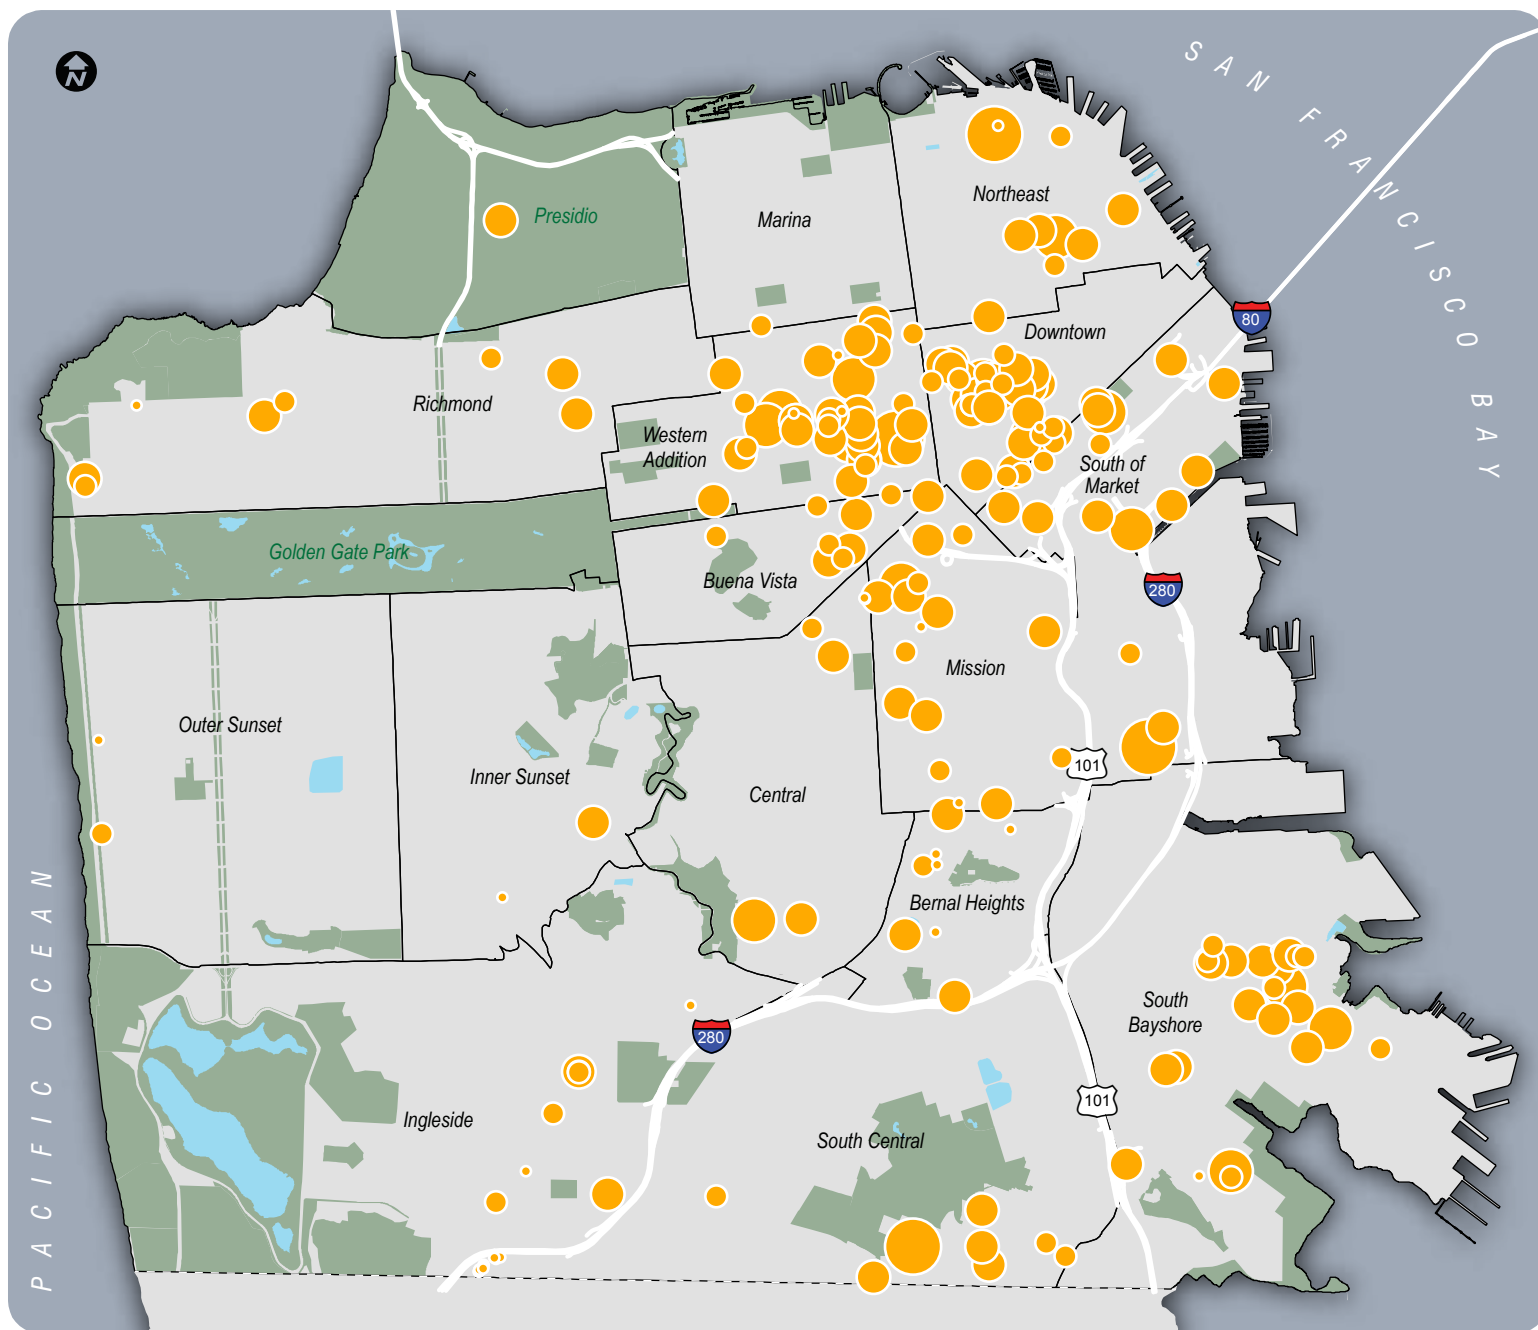 N
SAN FRANCISCO BAY
Presidio
Marina
Northeast
Downtown
80
Richmond
Western
Addition
South of
Market
Golden Gate Park
Buena Vista
280
Mission
Outer Sunset
Inner Sunset
Central
101
Bernal Heights
PACIFIC OCEAN
South
Bayshore
280
101
Ingleside
South Central